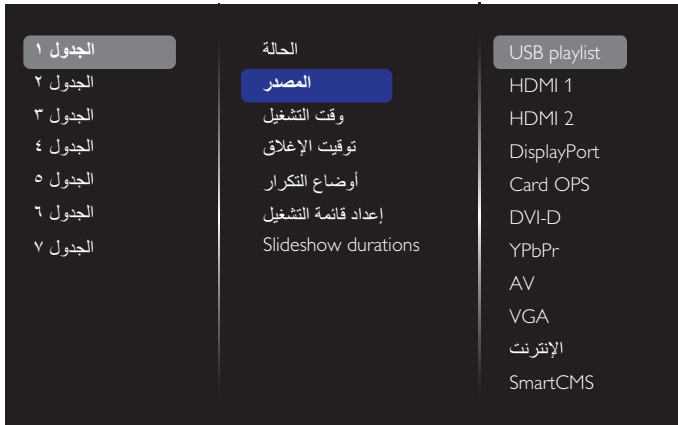 الجدول ١
الجدول ٢
الجدول ٣
الجدول ٤
الجدول ٥
الجدول ٦
الجدول ٧
الحالة
المصدر
وقت التشغيل
توقيت الإغلاق
أوضاع التكرار
إعداد قائمة التشغيل
Slideshow durations
USB playlist
HDMI 1
HDMI 2
DisplayPort
Card OPS
DVI-D
YPbPr
AV
VGA
الإنترنت
SmartCMS